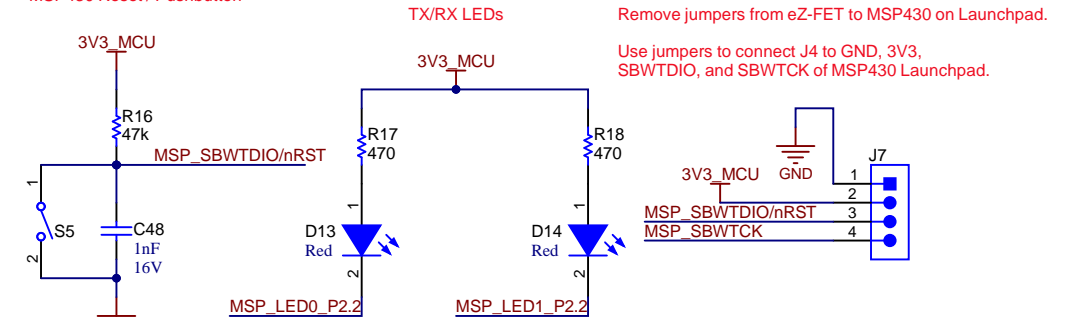 TX/RX LEDs
Remove jumpers from eZ-FET to MSP430 on Launchpad.
Use jumpers to connect J4 to GND, 3V3,
SBWTDIO, and SBWTCK of MSP430 Launchpad.
3V3_MCU
R16
47k
MSP_SBWTDIO/nRST
1
S5
2
C48
1nF
16V
3V3_MCU
R17
470
R18
470
1
D13
Red
2
MSP_LED0_P2.2
1
D14
Red
2
MSP_LED1_P2.2
GND
J7
3V3_MCU
1
2
MSP_SBWTDIO/nRST
3
MSP_SBWTCK
4